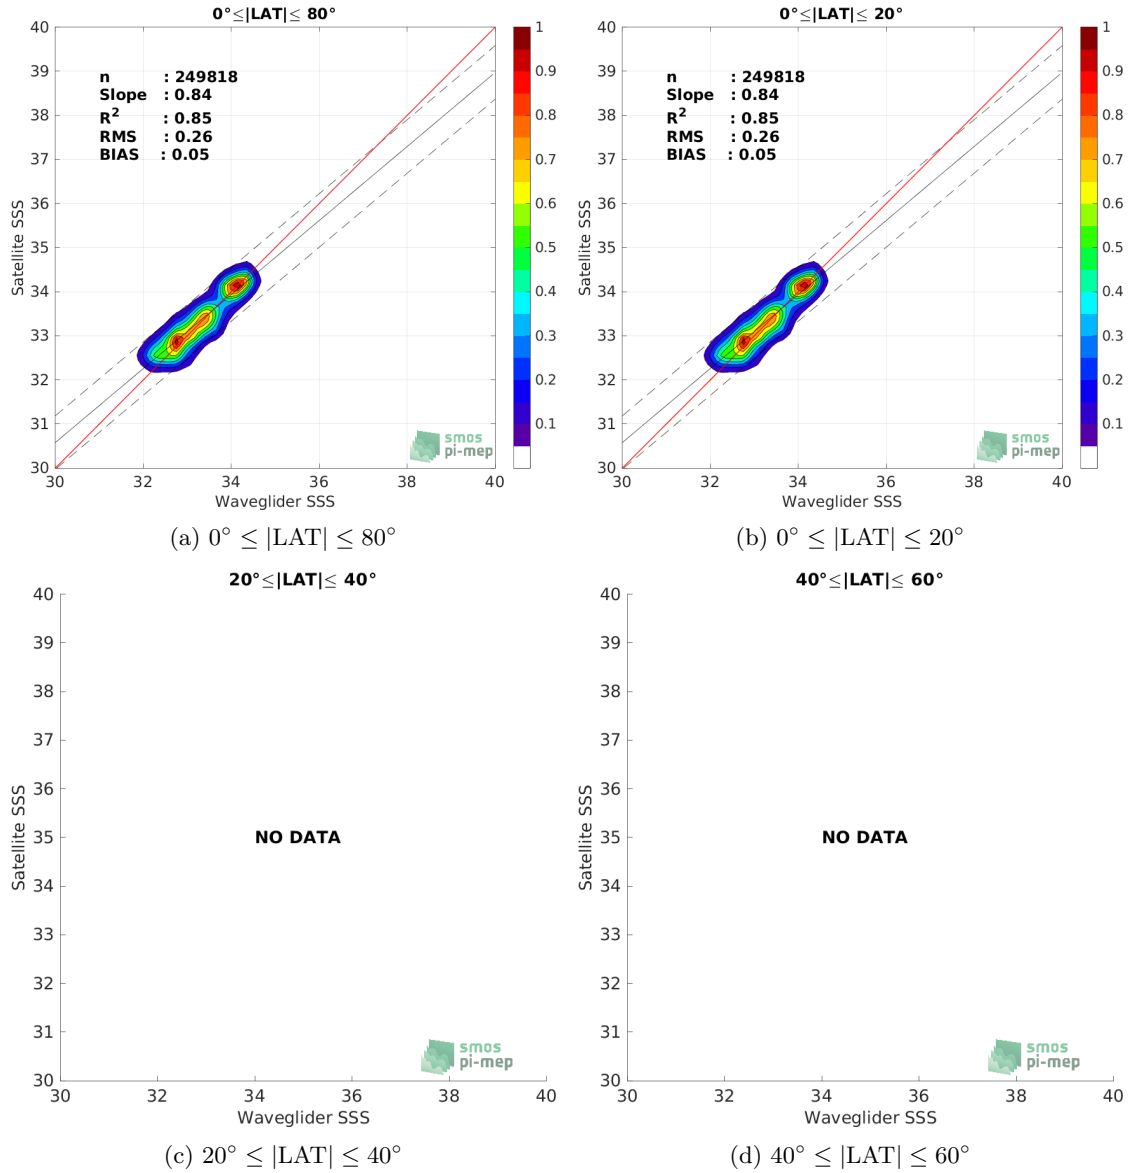 0°≤|LAT|≤ 80°
n : 249818
Slope : 0.84
R² : 0.85
RMS : 0.26
BIAS : 0.05
40
39
38
37
36
35
34
33
32
31
30
Satellite SSS
30 32 34 36 38 40
Waveglider SSS
1
0.9
0.8
0.7
0.6
0.5
0.4
0.3
0.2
0.1
smos
pi-mep
(a) 0° ≤ |LAT| ≤ 80°
0°≤|LAT|≤ 20°
n : 249818
Slope : 0.84
R² : 0.85
RMS : 0.26
BIAS : 0.05
40
39
38
37
36
35
34
33
32
31
30
Satellite SSS
30 32 34 36 38 40
Waveglider SSS
1
0.9
0.8
0.7
0.6
0.5
0.4
0.3
0.2
0.1
smos
pi-mep
(b) 0° ≤ |LAT| ≤ 20°
20°≤|LAT|≤ 40°
40
39
38
37
36
35
34
33
32
31
30
Satellite SSS
NO DATA
smos
pi-mep
30 32 34 36 38 40
Waveglider SSS
(c) 20° ≤ |LAT| ≤ 40°
40°≤|LAT|≤ 60°
40
39
38
37
36
35
34
33
32
31
30
Satellite SSS
NO DATA
smos
pi-mep
30 32 34 36 38 40
Waveglider SSS
(d) 40° ≤ |LAT| ≤ 60°